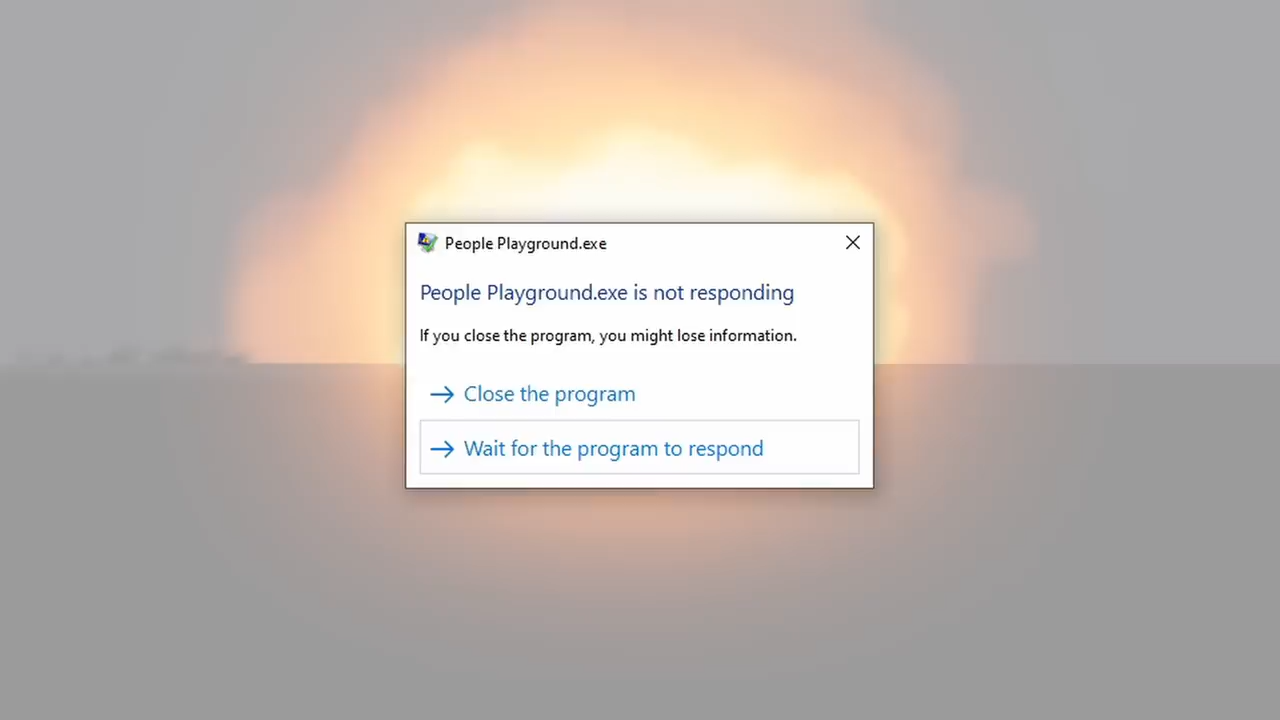 People Playground.exe
People Playground.exe is not responding
If you close the program, you might lose information.
Close the program
Wait for the program to respond